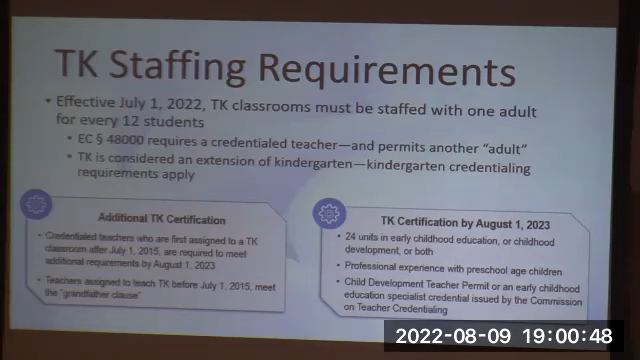 TK Staffing Requirements
• Effective July 1, 2022, TK classrooms must be staffed with one adult
for every 12 students
• EC § 48000 requires a credentialed teacher—and permits another "adult"
• TK is considered an extension of kindergarten—kindergarten credentialing
requirements apply
Additional TK Certification
• Credentialed teachers who are first assigned to a TK
classroom after July 1, 2015, are required to meet
additional requirements by August 1, 2023
• Teachers assigned to teach TK before July 1, 2015, meet
the "grandfather clause"
TK Certification by August 1, 2023
• 24 units in early childhood education, or childhood
development, or both
• Professional experience with preschool age children
• Child Development Teacher Permit or an early childhood
education specialist credential issued by the Commission
on Teacher Credentialing
2022-08-09 19:00:48